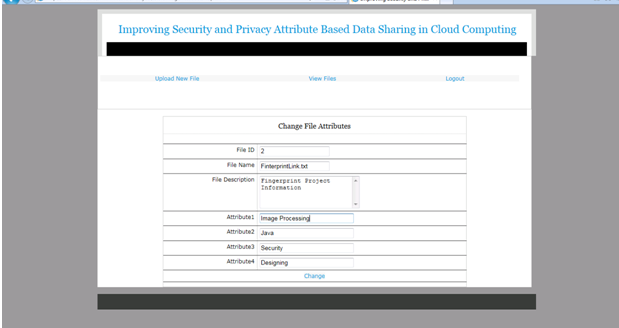 Improving Security and Privacy Attribute Based Data Sharing in Cloud Computing
Upload New File View Files Logout
Change File Attributes
File ID 2
File Name FinterprintLink.txt
File Description Fingerprint Project
Information
Attribute1 Image Processing
Attribute2 Java
Attribute3 Security
Attribute4 Designing
Change